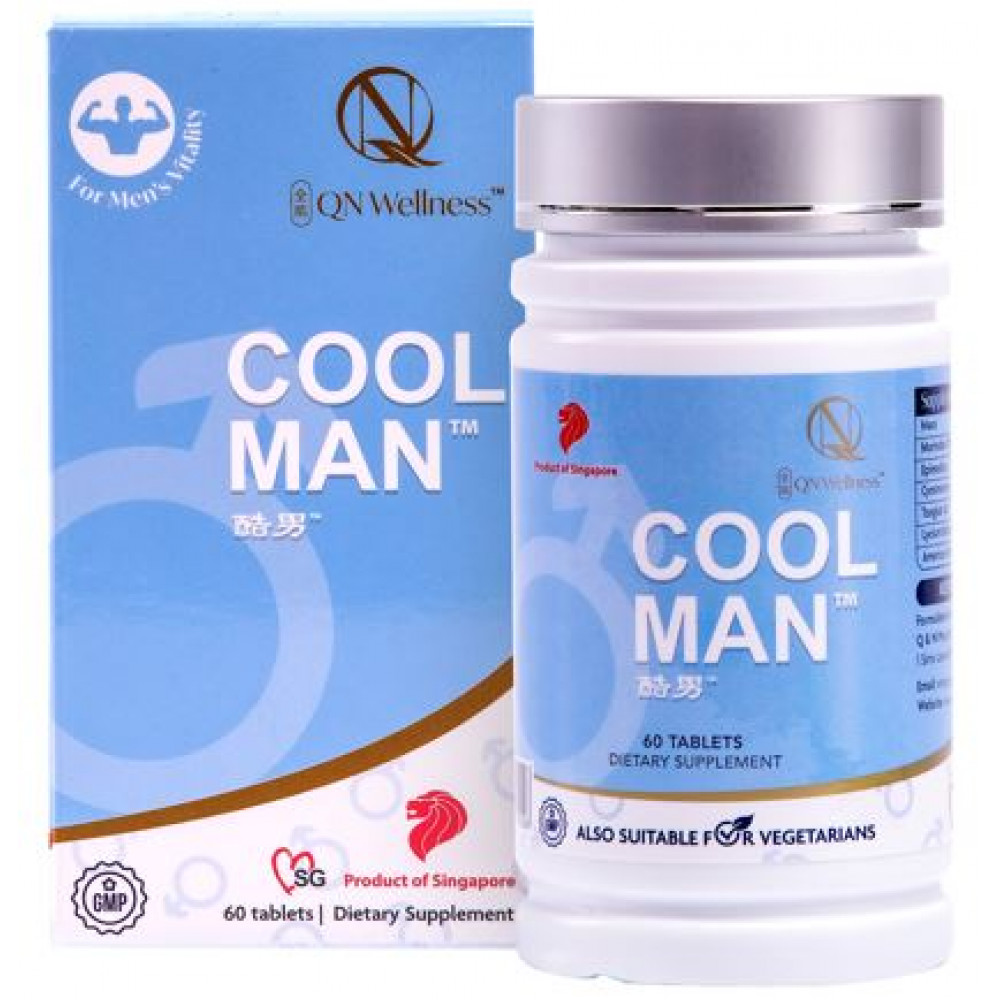 For Men's Vitality
QN Wellness™
COOL
MAN™
酷男™
GMP
SG
Product of Singapore
60 tablets | Dietary Supplement
Product of Singapore
QN Wellness™
COOL
MAN™
酷男™
60 TABLETS
DIETARY SUPPLEMENT
ALSO SUITABLE FOR VEGETARIANS
Maca